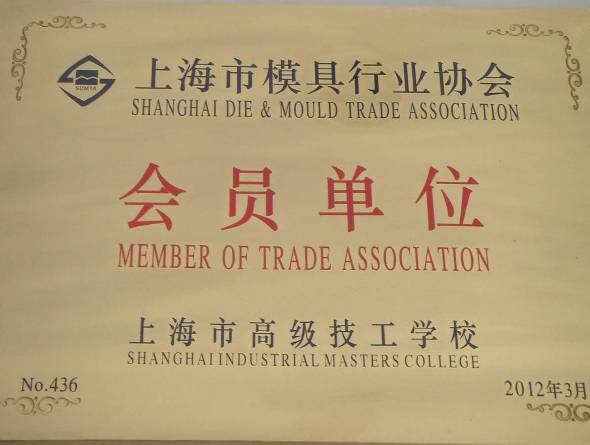 上海市模具行业协会
SUMTA
SHANGHAI DIE & MOULD TRADE ASSOCIATION
会员单位
MEMBER OF TRADE ASSOCIATION
上海市高级技工学校
SHANGHAI INDUSTRIAL MASTERS COLLEGE
No.436
2012年3月